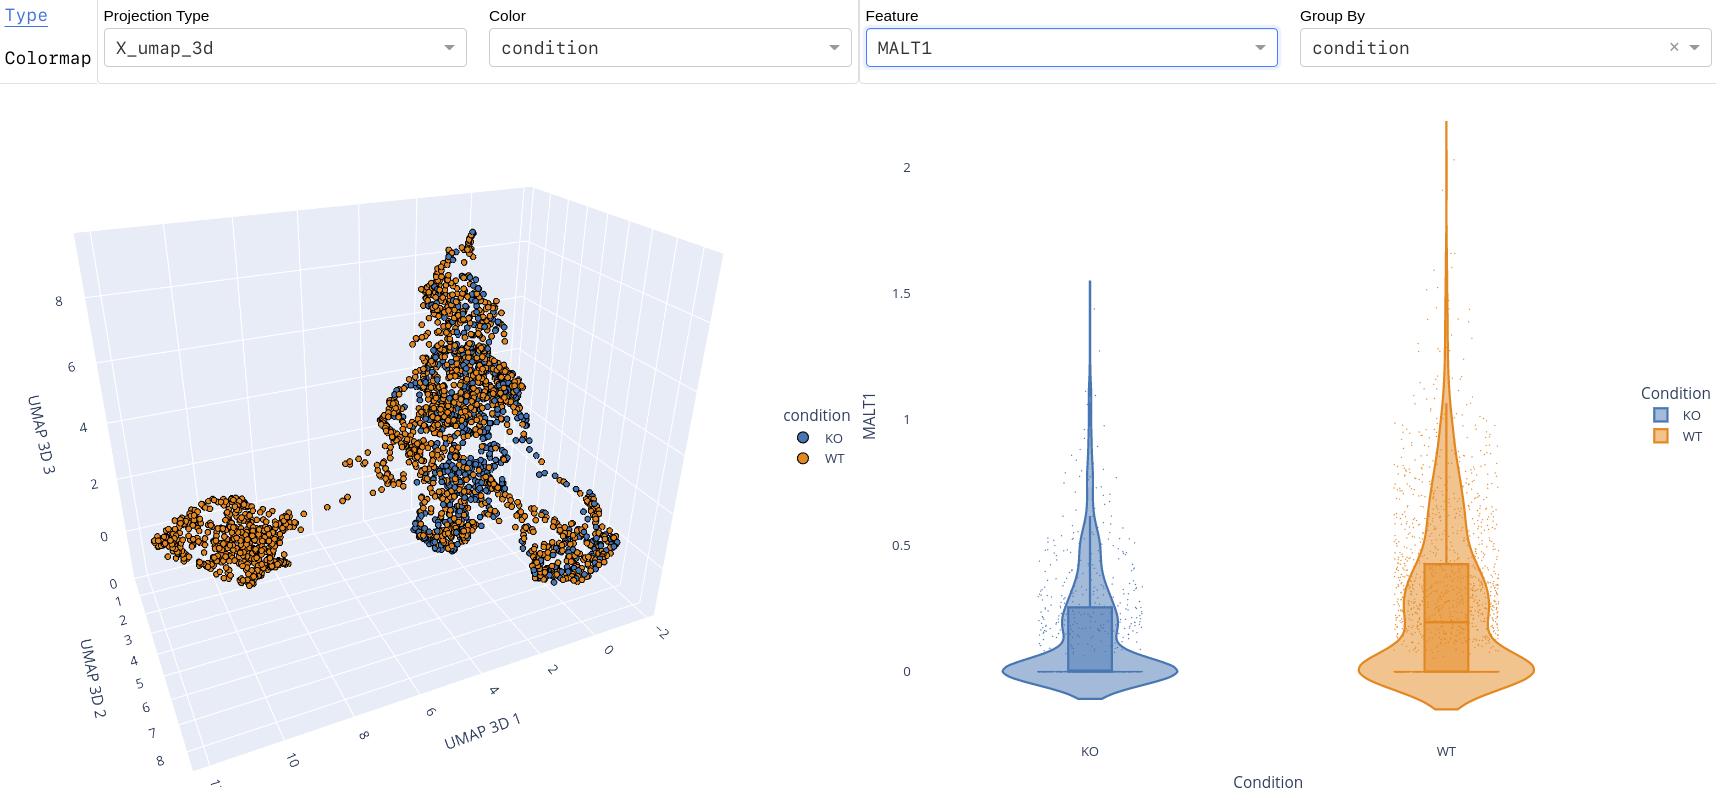 Type
Colormap
Projection Type
X_umap_3d
Color
condition
Feature
MALT1
Group By
condition
×
8
6
4
2
0
UMAP 3D 3
0
1
2
3
4
5
6
7
8
UMAP 3D 2
10
8
6
4
2
0
−2
UMAP 3D 1
condition
KO
WT
2
1.5
1
0.5
0
MALT1
KO
WT
Condition
Condition
KO
WT